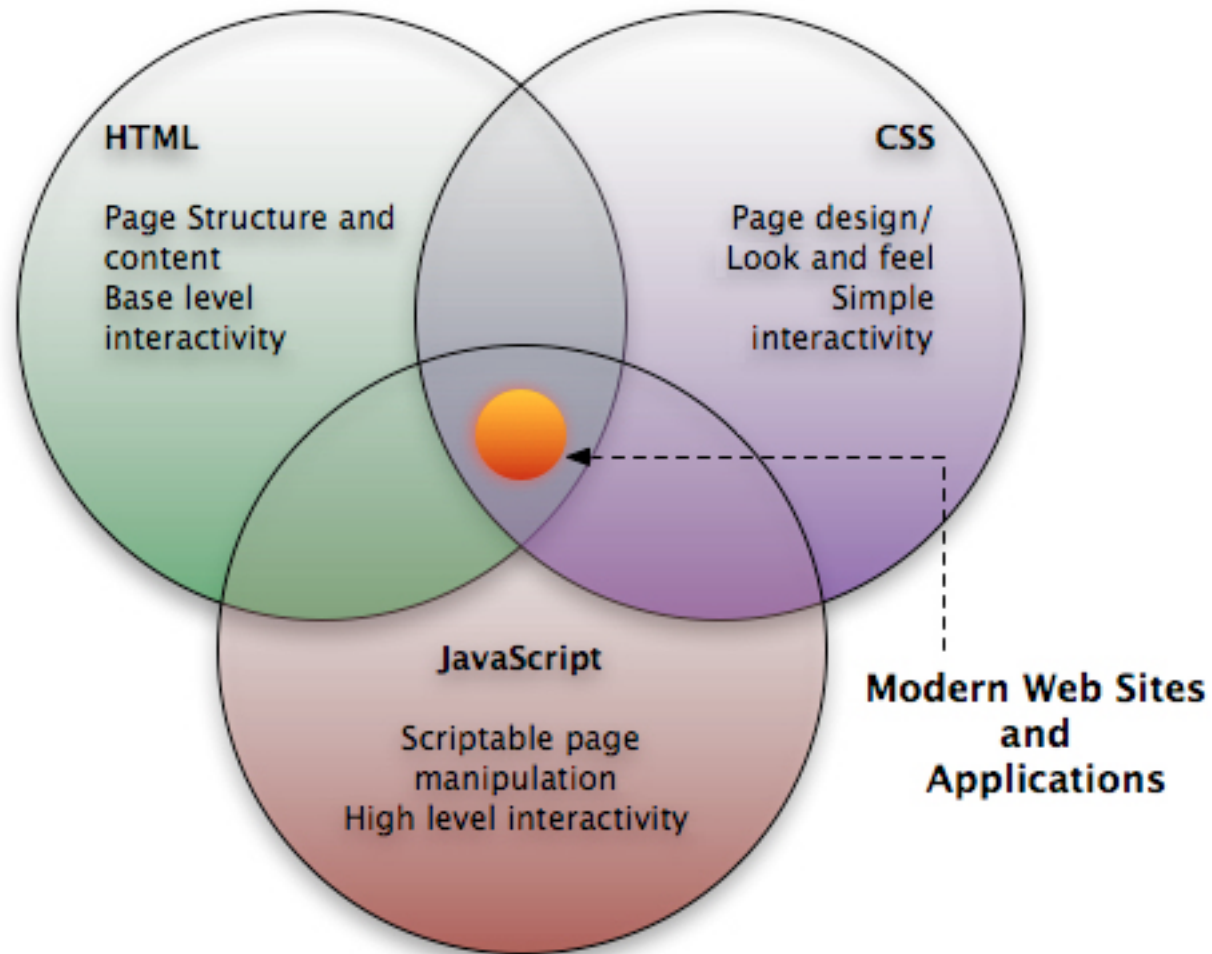 HTML
Page Structure and
content
Base level
interactivity
CSS
Page design/
Look and feel
Simple
interactivity
JavaScript
Scriptable page
manipulation
High level interactivity
Modern Web Sites
and
Applications